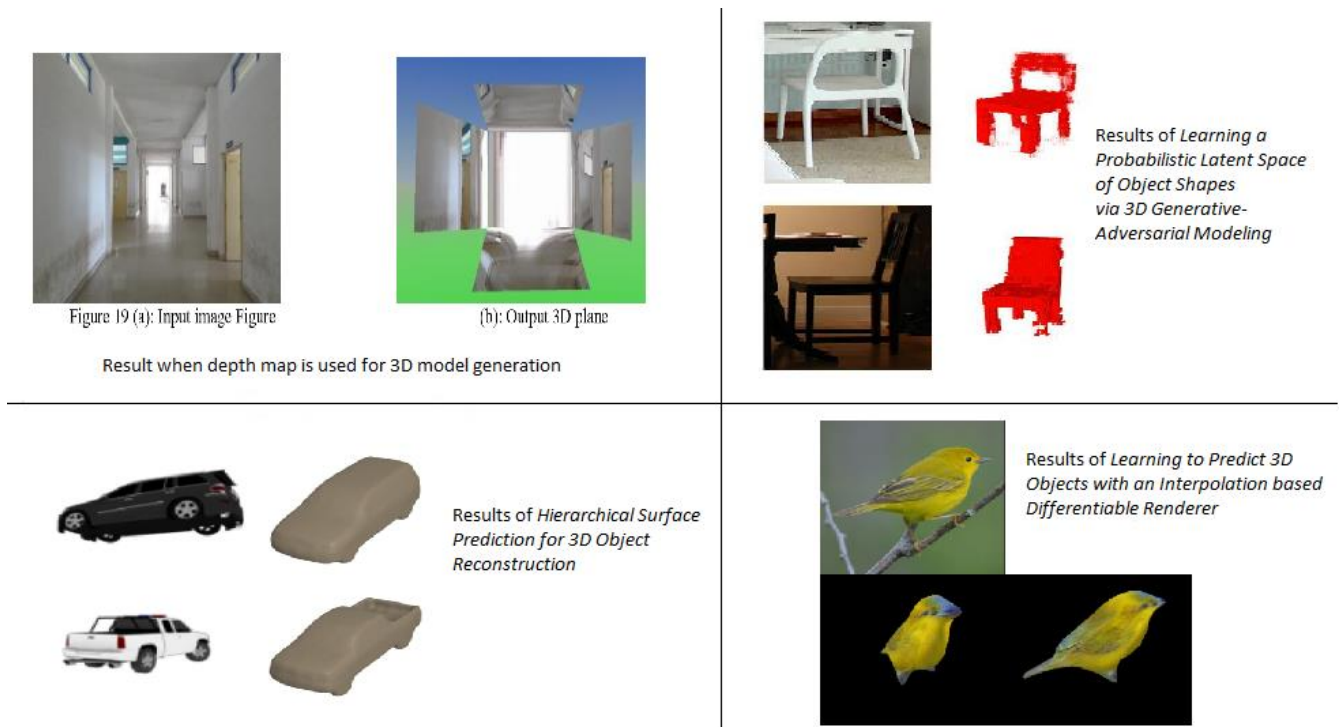 Figure 19 (a): Input image Figure
(b): Output 3D plane
Result when depth map is used for 3D model generation
Results of Learning a
Probabilistic Latent Space
of Object Shapes
via 3D Generative-
Adversarial Modeling
Results of Hierarchical Surface
Prediction for 3D Object
Reconstruction
Results of Learning to Predict 3D
Objects with an Interpolation based
Differentiable Renderer